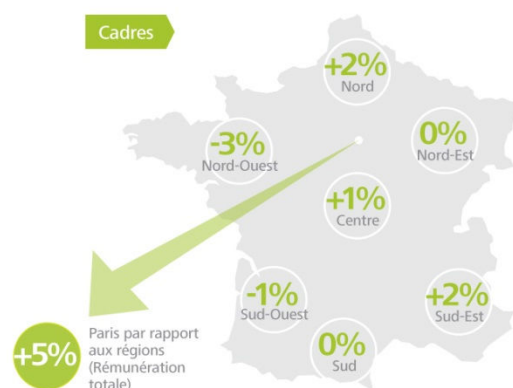 Cadres
+2%
Nord
-3%
Nord-Ouest
0%
Nord-Est
+1%
Centre
-1%
Sud-Ouest
+2%
Sud-Est
0%
Sud
+5%
Paris par rapport
aux régions
(Rémunération
totale)